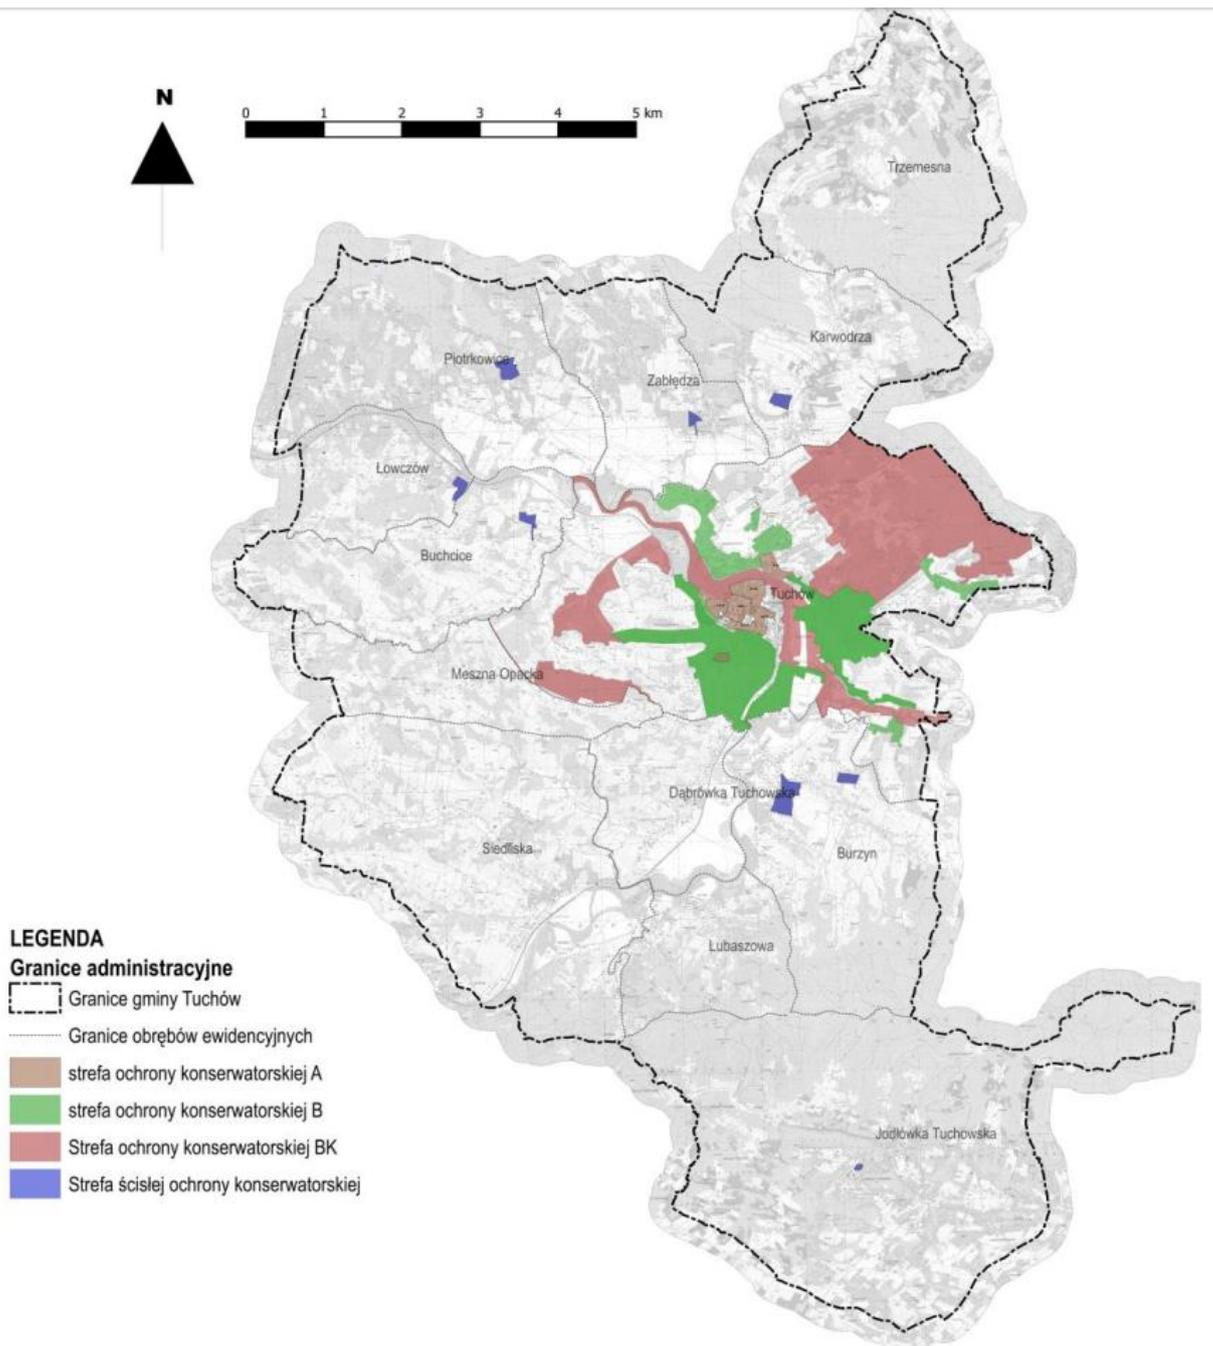 N
0 1 2 3 4 5 km
Trzemesna
Karwodrza
Piotrkowice
Zabłędza
Łowczów
Buchcice
Tuchów
Meszna Opacka
Dąbrówka Tuchowska
Siedliska
Burzyn
Lubaszowa
Jodłówka Tuchowska
LEGENDA
Granice administracyjne
Granice gminy Tuchów
Granice obrębów ewidencyjnych
strefa ochrony konserwatorskiej A
strefa ochrony konserwatorskiej B
Strefa ochrony konserwatorskiej BK
Strefa ścisłej ochrony konserwatorskiej